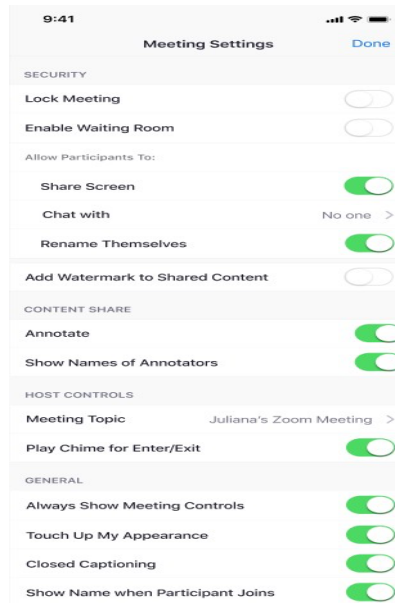 9:41
Meeting Settings Done
SECURITY
Lock Meeting
Enable Waiting Room
Allow Participants To:
Share Screen
Chat with No one >
Rename Themselves
Add Watermark to Shared Content
CONTENT SHARE
Annotate
Show Names of Annotators
HOST CONTROLS
Meeting Topic Juliana's Zoom Meeting >
Play Chime for Enter/Exit
GENERAL
Always Show Meeting Controls
Touch Up My Appearance
Closed Captioning
Show Name when Participant Joins